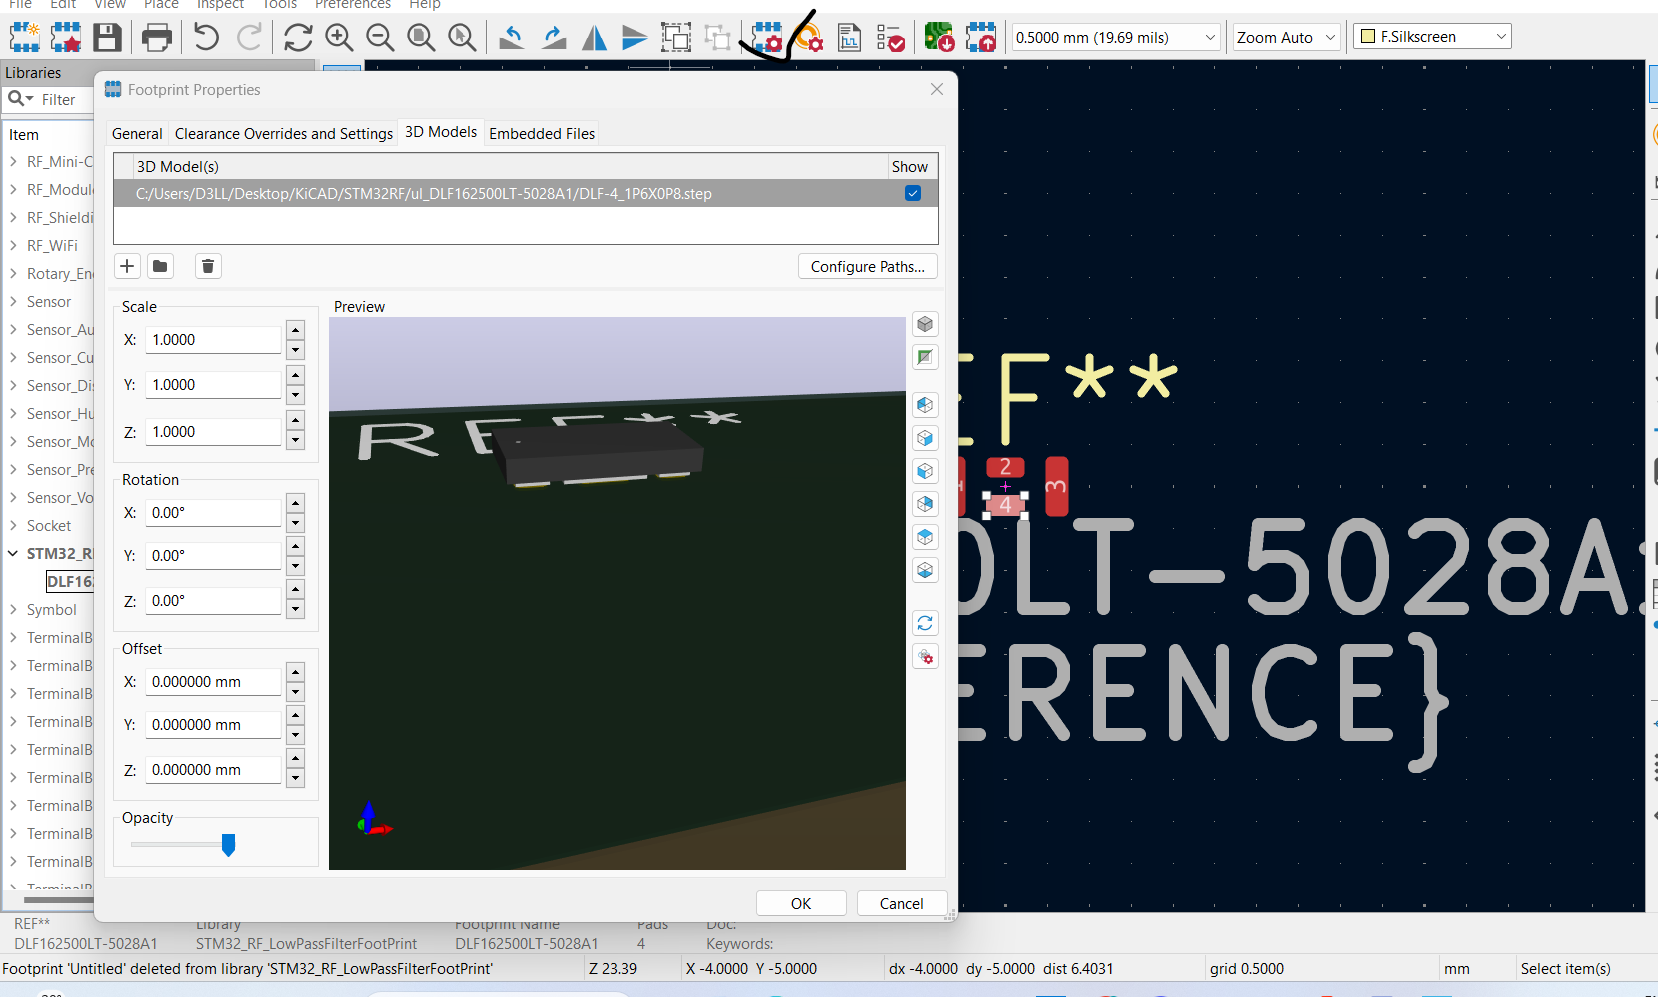 File Edit View Place Inspect Tools Preferences Help
0.5000 mm (19.69 mils)
Zoom Auto
F.Silkscreen
Libraries
Filter
Item
RF_Mini-C
RF_Modul
RF_Shieldi
RF_WiFi
Rotary_En
Sensor
Sensor_Au
Sensor_Cu
Sensor_Di
Sensor_Hu
Sensor_Mo
Sensor_Pre
Sensor_Vo
Socket
STM32_R
DLF16
Symbol
TerminalB
TerminalB
TerminalB
TerminalB
TerminalB
TerminalB
TerminalB
TerminalB
TerminalB
Footprint Properties
General
Clearance Overrides and Settings
3D Models
Embedded Files
3D Model(s)
Show
C:/Users/D3LL/Desktop/KiCAD/STM32RF/ul_DLF162500LT-5028A1/DLF-4_1P6X0P8.step
Configure Paths...
Scale
X: 1.0000
Y: 1.0000
Z: 1.0000
Rotation
X: 0.00°
Y: 0.00°
Z: 0.00°
Offset
X: 0.000000 mm
Y: 0.000000 mm
Z: 0.000000 mm
Opacity
Preview
REF**
OK
Cancel
EF**
2
4
3
0LT-5028A
ERENCE}
REF**
DLF162500LT-5028A1
Library
STM32_RF_LowPassFilterFootPrint
Footprint Name
DLF162500LT-5028A1
Pads
4
Doc:
Keywords:
Footprint 'Untitled' deleted from library 'STM32_RF_LowPassFilterFootPrint'
Z 23.39
X -4.0000 Y -5.0000
dx -4.0000 dy -5.0000 dist 6.4031
grid 0.5000
mm
Select item(s)